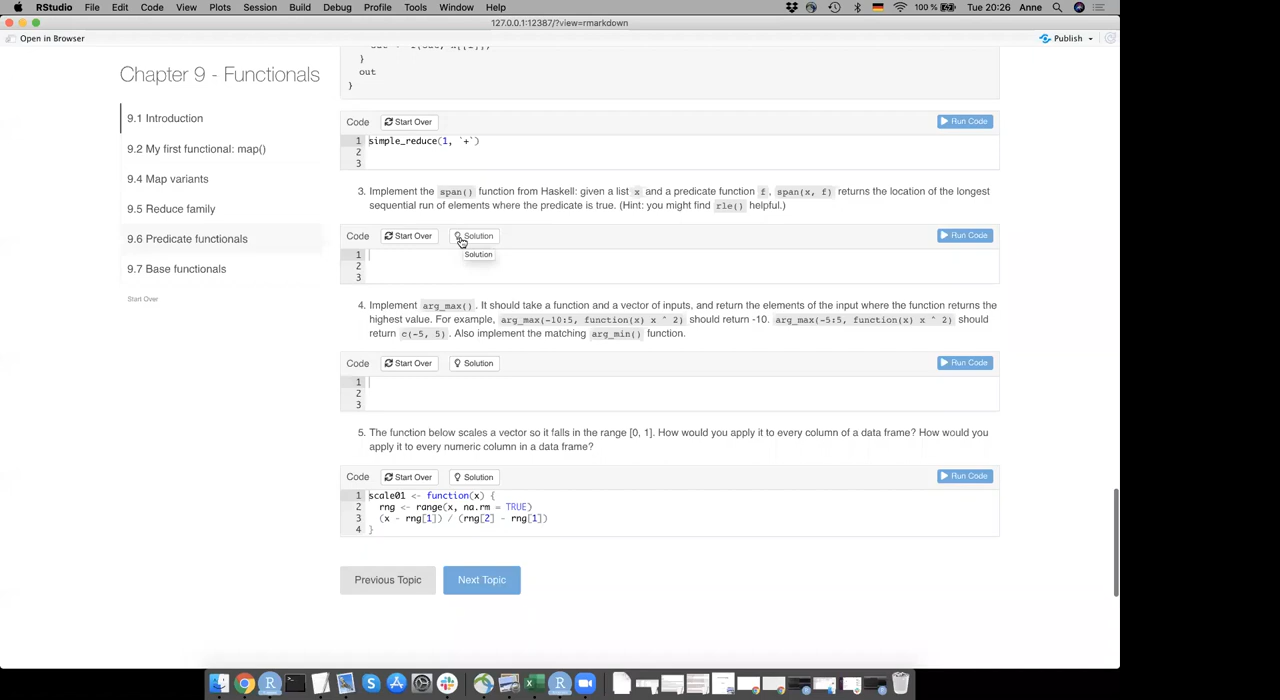 RStudio File Edit Code View Plots Session Build Debug Profile Tools Window Help 100 % Tue 20:26 Anne
127.0.0.1:12387/?view=rmarkdown
Open in Browser Publish
Chapter 9 - Functionals
9.1 Introduction
9.2 My first functional: map()
9.4 Map variants
9.5 Reduce family
9.6 Predicate functionals
9.7 Base functionals
Start Over
}
out
}
Code Start Over Run Code
1 simple_reduce(1, `+`)
2
3
3. Implement the span() function from Haskell: given a list x and a predicate function f, span(x, f) returns the location of the longest
sequential run of elements where the predicate is true. (Hint: you might find rle() helpful.)
Code Start Over Solution Run Code
Solution
1
2
3
4. Implement arg_max(). It should take a function and a vector of inputs, and return the elements of the input where the function returns the
highest value. For example, arg_max(-10:5, function(x) x ^ 2) should return -10. arg_max(-5:5, function(x) x ^ 2) should
return c(-5, 5). Also implement the matching arg_min() function.
Code Start Over Solution Run Code
1
2
3
5. The function below scales a vector so it falls in the range [0, 1]. How would you apply it to every column of a data frame? How would you
apply it to every numeric column in a data frame?
Code Start Over Solution Run Code
1 scale01 <- function(x) {
2 rng <- range(x, na.rm = TRUE)
3 (x - rng[1]) / (rng[2] - rng[1])
4 }
Previous Topic Next Topic